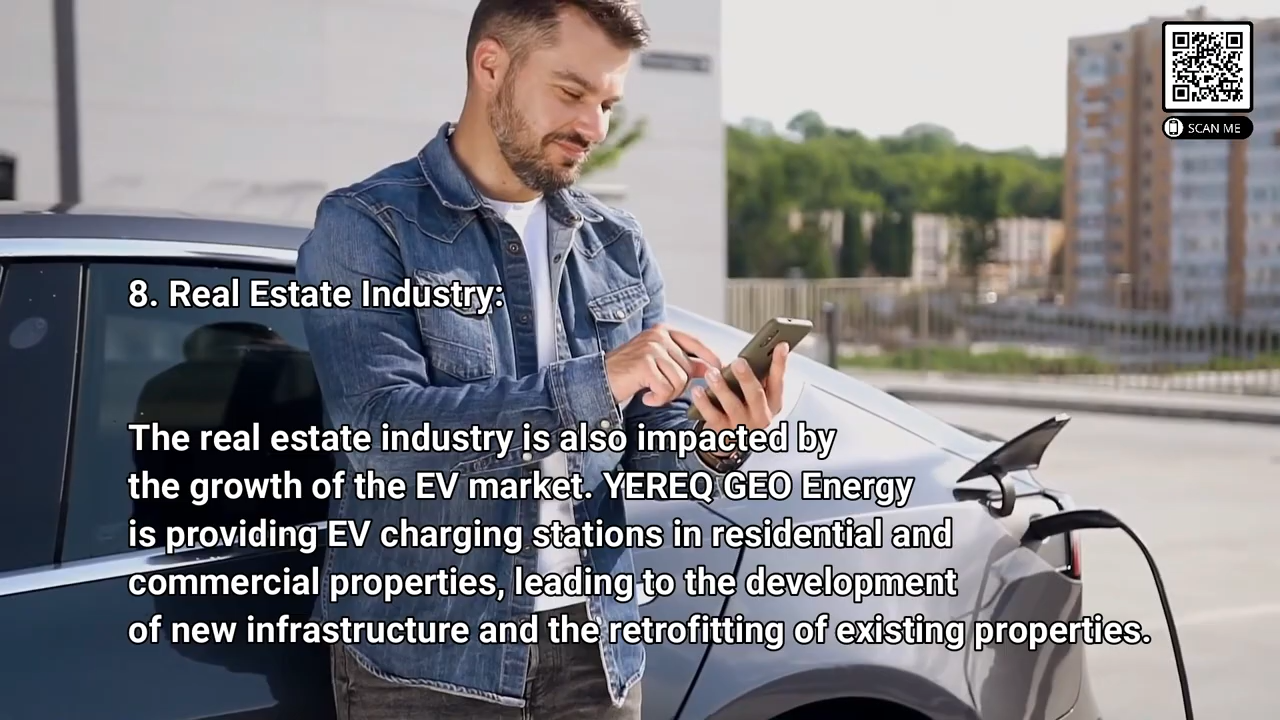 SCAN ME
8. Real Estate Industry:
The real estate industry is also impacted by
the growth of the EV market. YEREQ GEO Energy
is providing EV charging stations in residential and
commercial properties, leading to the development
of new infrastructure and the retrofitting of existing properties.